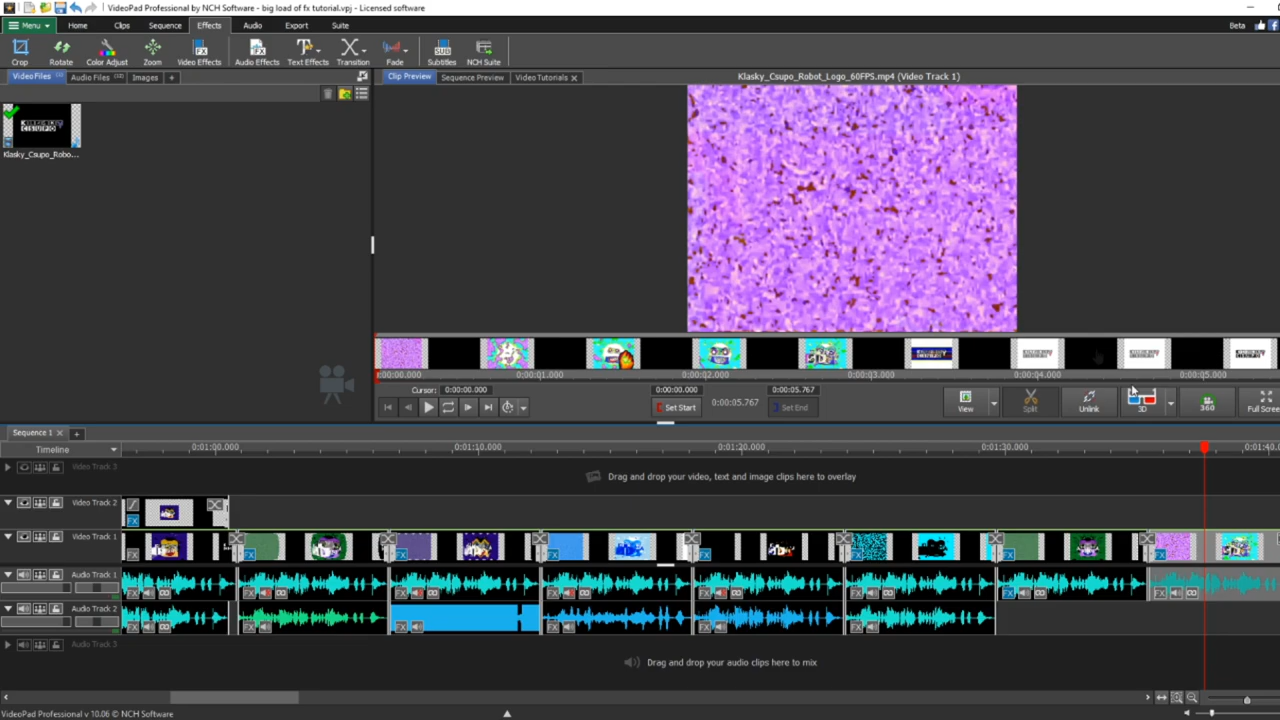 VideoPad Professional by NCH Software - big load of fx tutorial.vpj - Licensed software
Menu Home Clips Sequence Effects Audio Export Suite Beta
Crop Rotate Color Adjust Zoom Video Effects Audio Effects Text Effects Transition Fade Subtitles NCH Suite
Video Files Audio Files Images + Clip Preview Sequence Preview Video Tutorials Klasky_Csupo_Robot_Logo_60FPS.mp4 (Video Track 1)
Klasky_Csupo_Robo...
0:00:00.000 0:00:01.000 0:00:02.000 0:00:03.000 0:00:04.000 0:00:05.000
Cursor: 0:00:00.000 0:00:00.000 0:00:05.767
Set Start 0:00:05.767 Set End View Split Unlink 3D 360 Full Scree
Sequence 1
Timeline 0:01:00.000 0:01:10.000 0:01:20.000 0:01:30.000 0:01:40.0
Video Track 3 Drag and drop your video, text and image clips here to overlay
Video Track 2
Video Track 1
Audio Track 1
Audio Track 2
Audio Track 3 Drag and drop your audio clips here to mix
VideoPad Professional v 10.06 © NCH Software